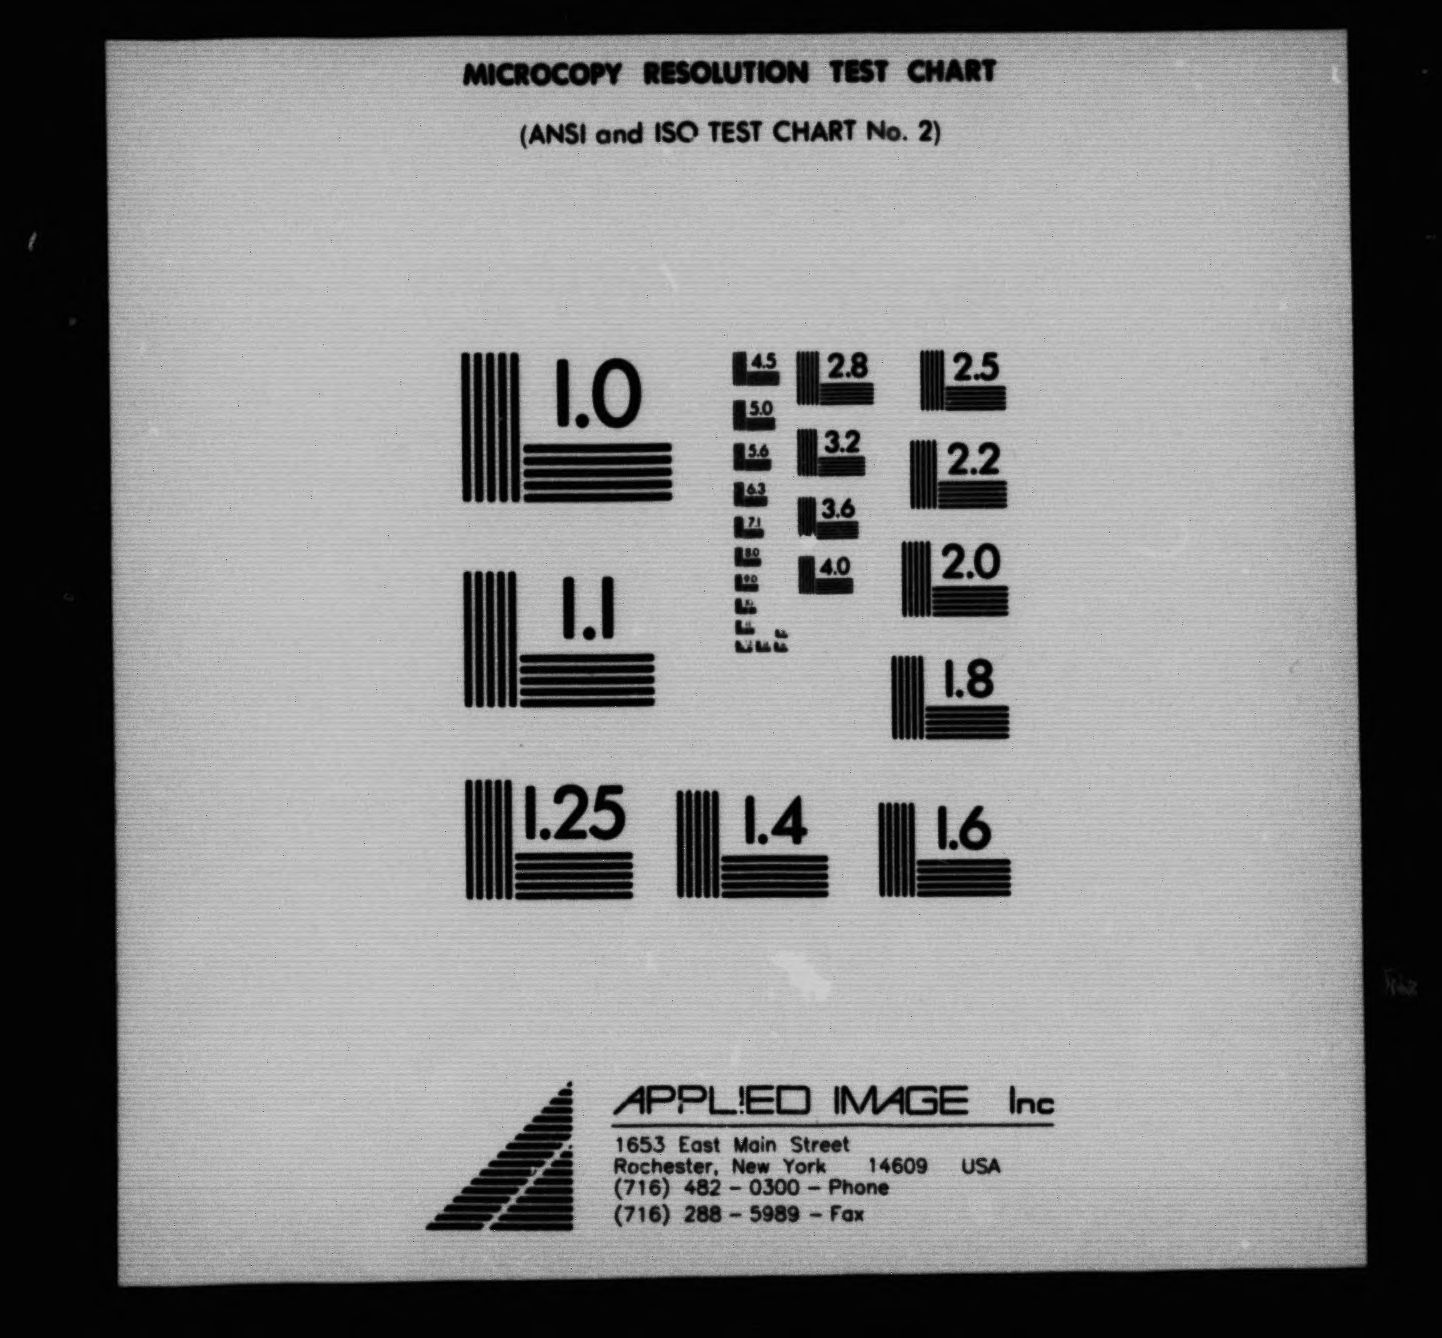 MICROCOPY RESOLUTION TEST CHART
(ANSI and ISO TEST CHART No. 2)
1.0
1.1
1.25
1.4
1.6
1.8
2.0
2.2
2.5
2.8
3.2
3.6
4.0
4.5
5.0
5.6
6.3
7.1
8.0
9.0
APPLIED IMAGE Inc
1653 East Main Street
Rochester, New York 14609 USA
(716) 482 - 0300 - Phone
(716) 288 - 5989 - Fax